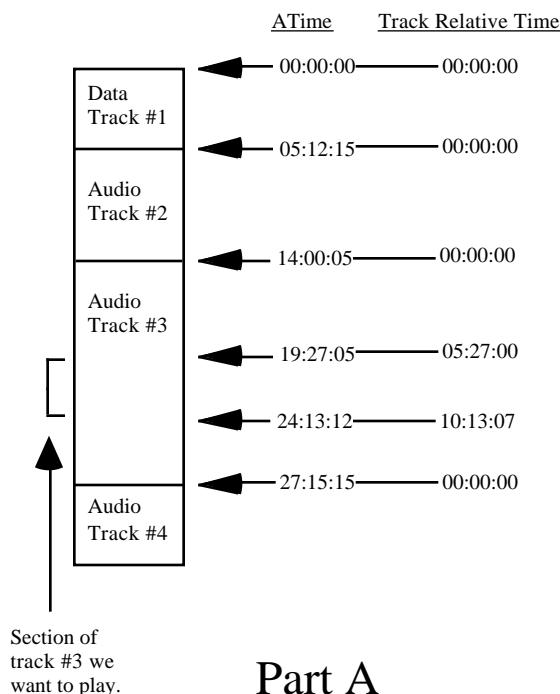 ATime Track Relative Time
00:00:00 00:00:00
Data
Track #1
05:12:15 00:00:00
Audio
Track #2
14:00:05 00:00:00
Audio
Track #3
19:27:05 05:27:00
24:13:12 10:13:07
27:15:15 00:00:00
Audio
Track #4
Section of
track #3 we
want to play.
Part A